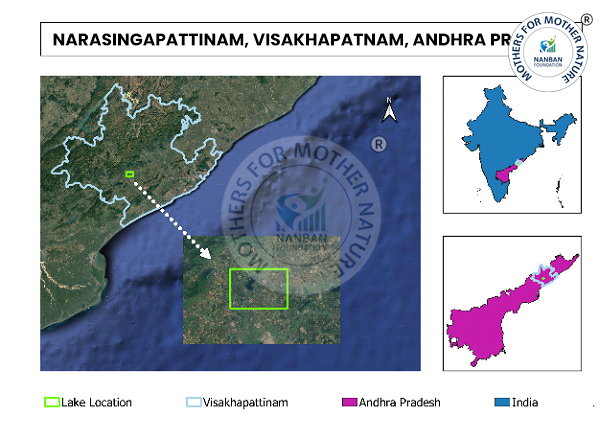 NARASINGAPATTINAM, VISAKHAPATNAM, ANDHRA PR
MOTHERS FOR MOTHER NATURE
NANBAN
FOUNDATION
®
N
®
MOTHERS FOR MOTHER NATURE
NANBAN
FOUNDATION
Lake Location
Visakhapattinam
Andhra Pradesh
India